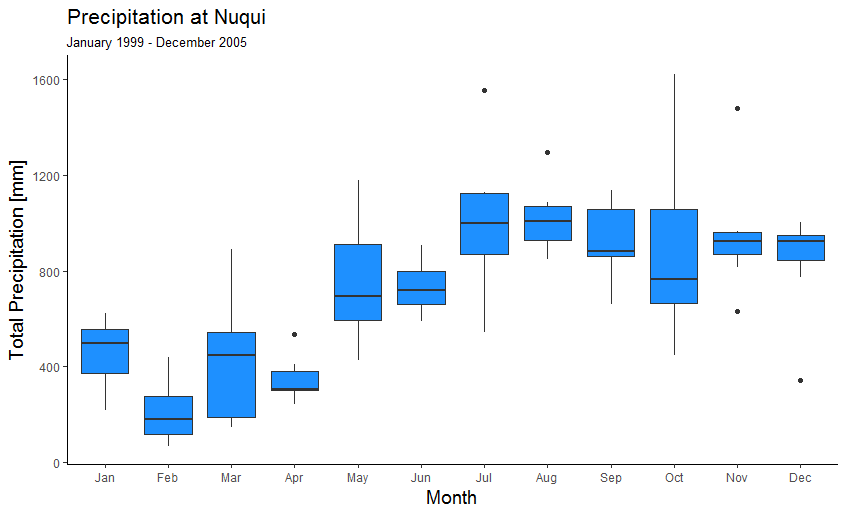 Precipitation at Nuqui
January 1999 - December 2005
Total Precipitation [mm]
1600
1200
800
400
0
Jan Feb Mar Apr May Jun Jul Aug Sep Oct Nov Dec
Month